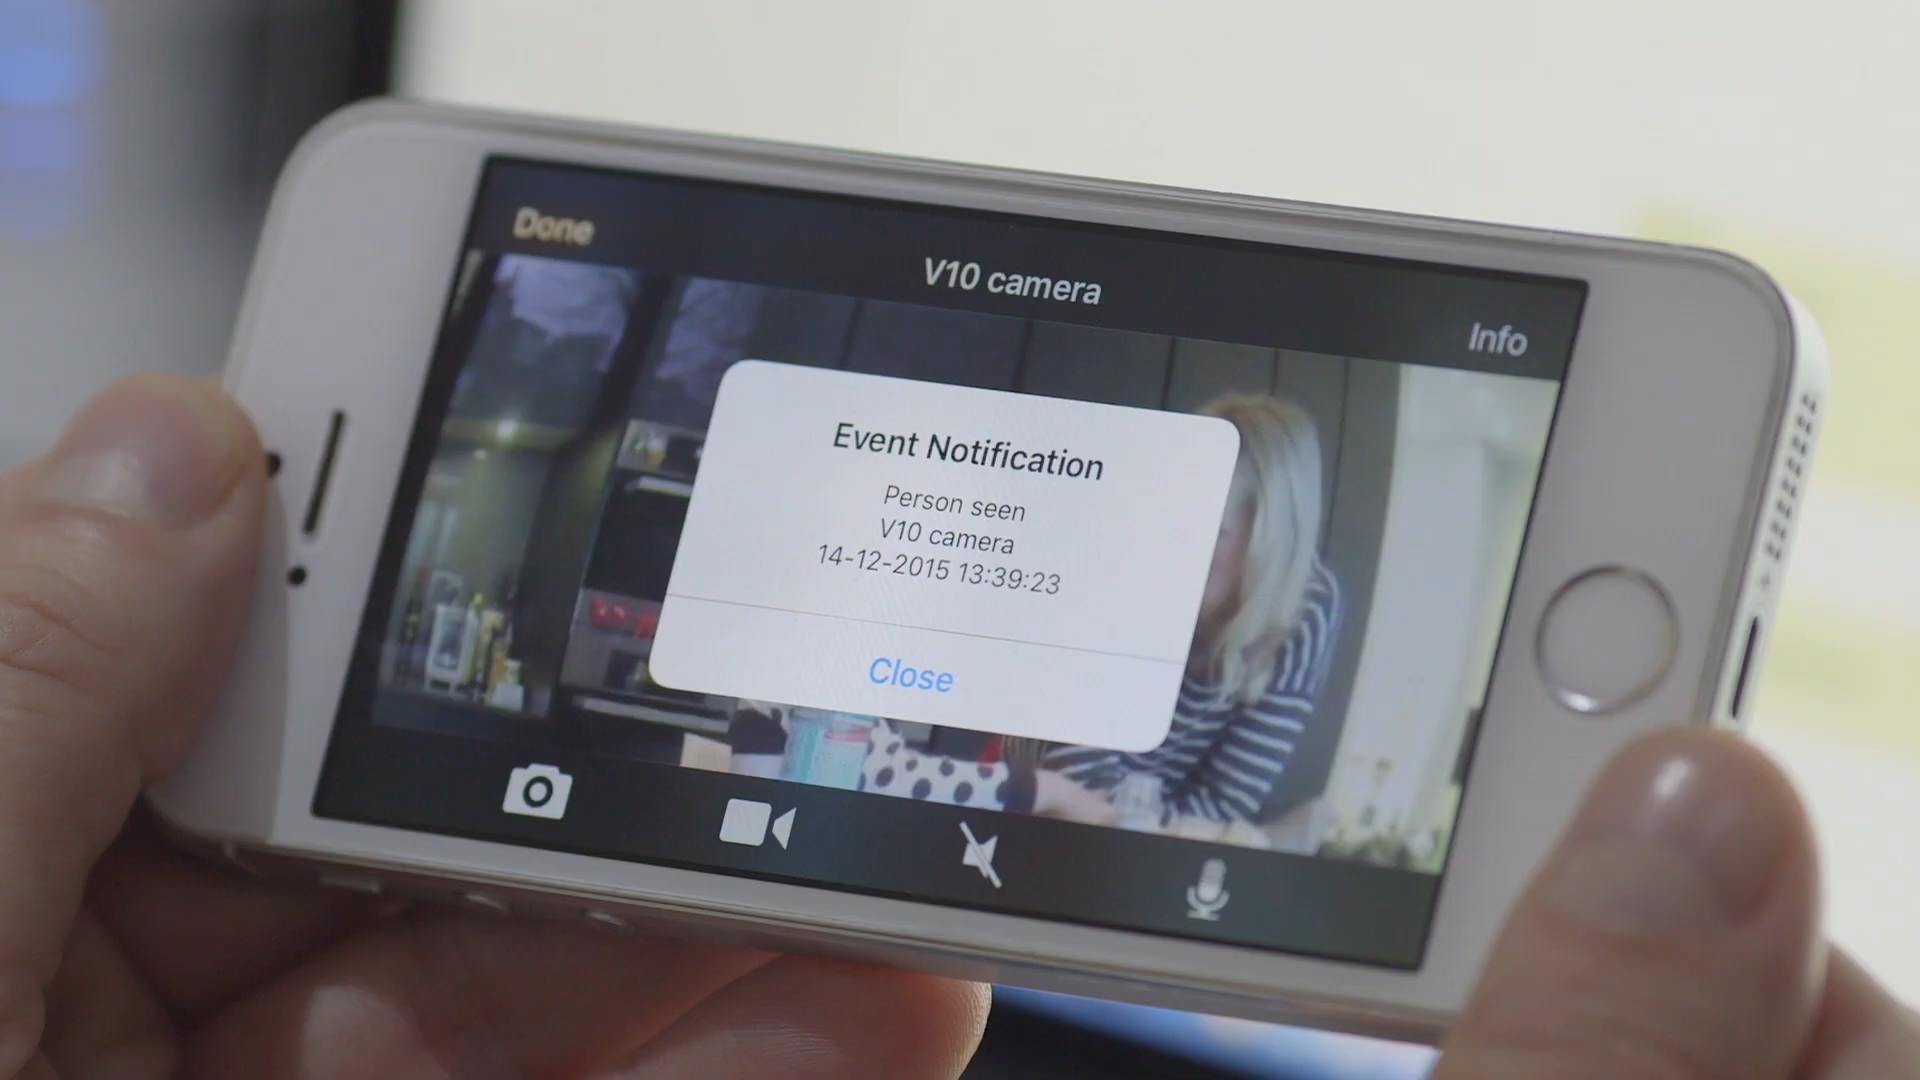 Done
V10 camera
Info
Event Notification
Person seen
V10 camera
14-12-2015 13:39:23
Close